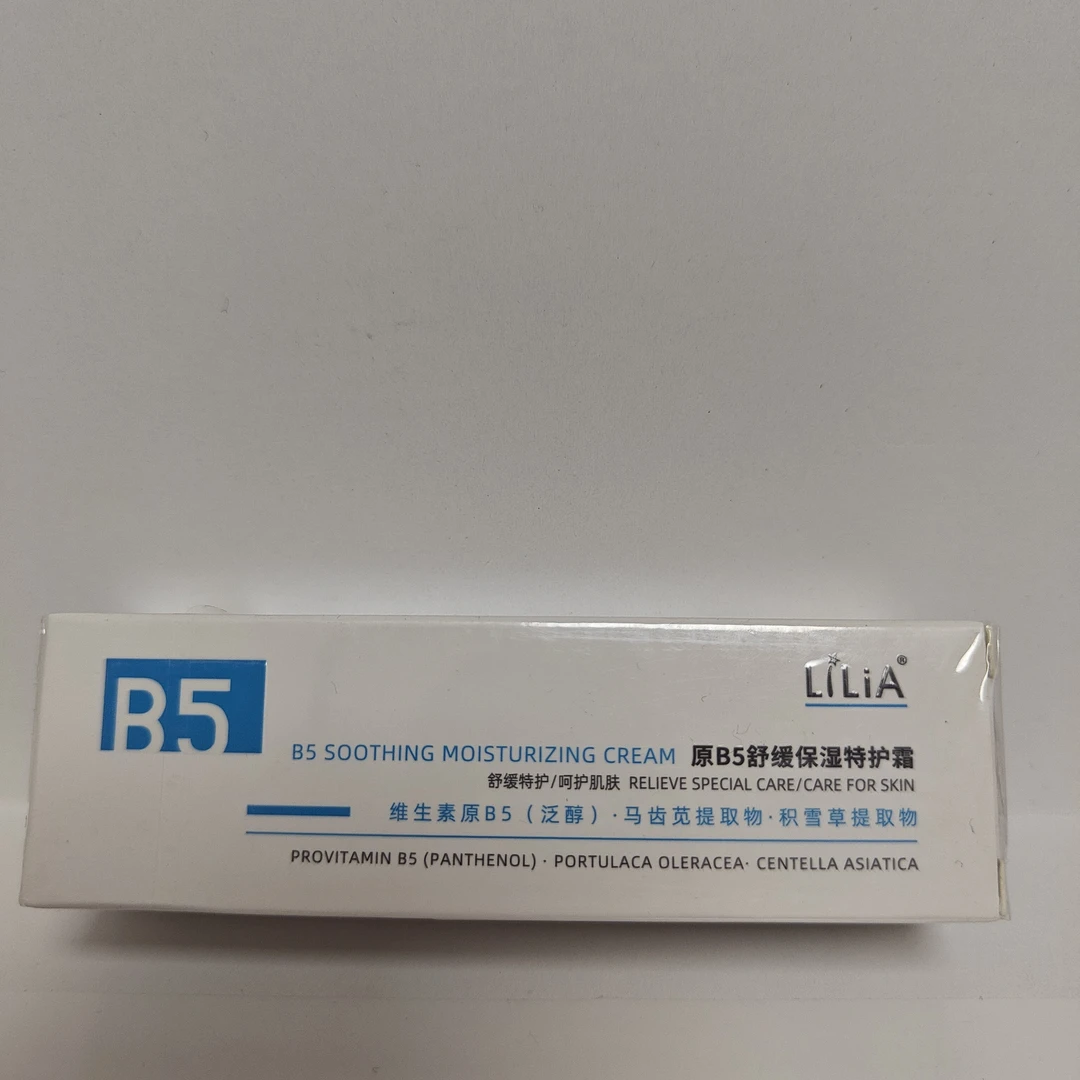 LiLiA®
B5
B5 SOOTHING MOISTURIZING CREAM 原B5舒缓保湿特护霜
舒缓特护/呵护肌肤 RELIEVE SPECIAL CARE/CARE FOR SKIN
维生素原B5（泛醇）·马齿苋提取物·积雪草提取物
PROVITAMIN B5 (PANTHENOL)· PORTULACA OLERACEA· CENTELLA ASIATICA